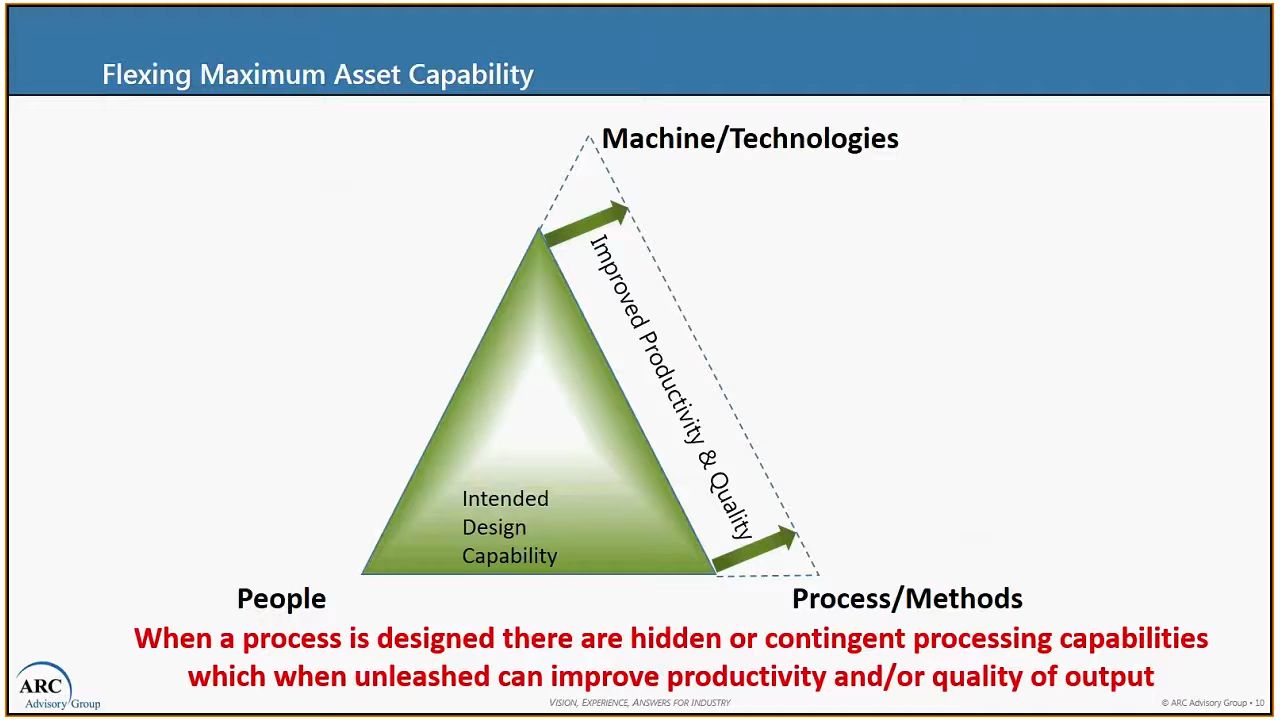 Flexing Maximum Asset Capability
Machine/Technologies
Improved Productivity & Quality
Intended
Design
Capability
People
Process/Methods
When a process is designed there are hidden or contingent processing capabilities
which when unleashed can improve productivity and/or quality of output
ARC
Advisory Group
VISION, EXPERIENCE, ANSWERS FOR INDUSTRY
© ARC Advisory Group • 10